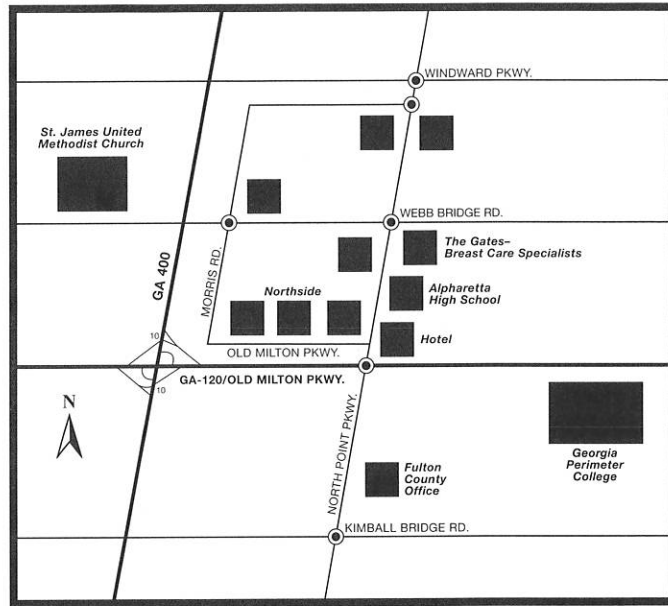 WINDWARD PKWY.
St. James United
Methodist Church
WEBB BRIDGE RD.
The Gates–
Breast Care Specialists
GA 400
MORRIS RD.
Northside
Alpharetta
High School
Hotel
OLD MILTON PKWY.
10
GA-120/OLD MILTON PKWY.
10
N
NORTH POINT PKWY.
Georgia
Perimeter
College
Fulton
County
Office
KIMBALL BRIDGE RD.